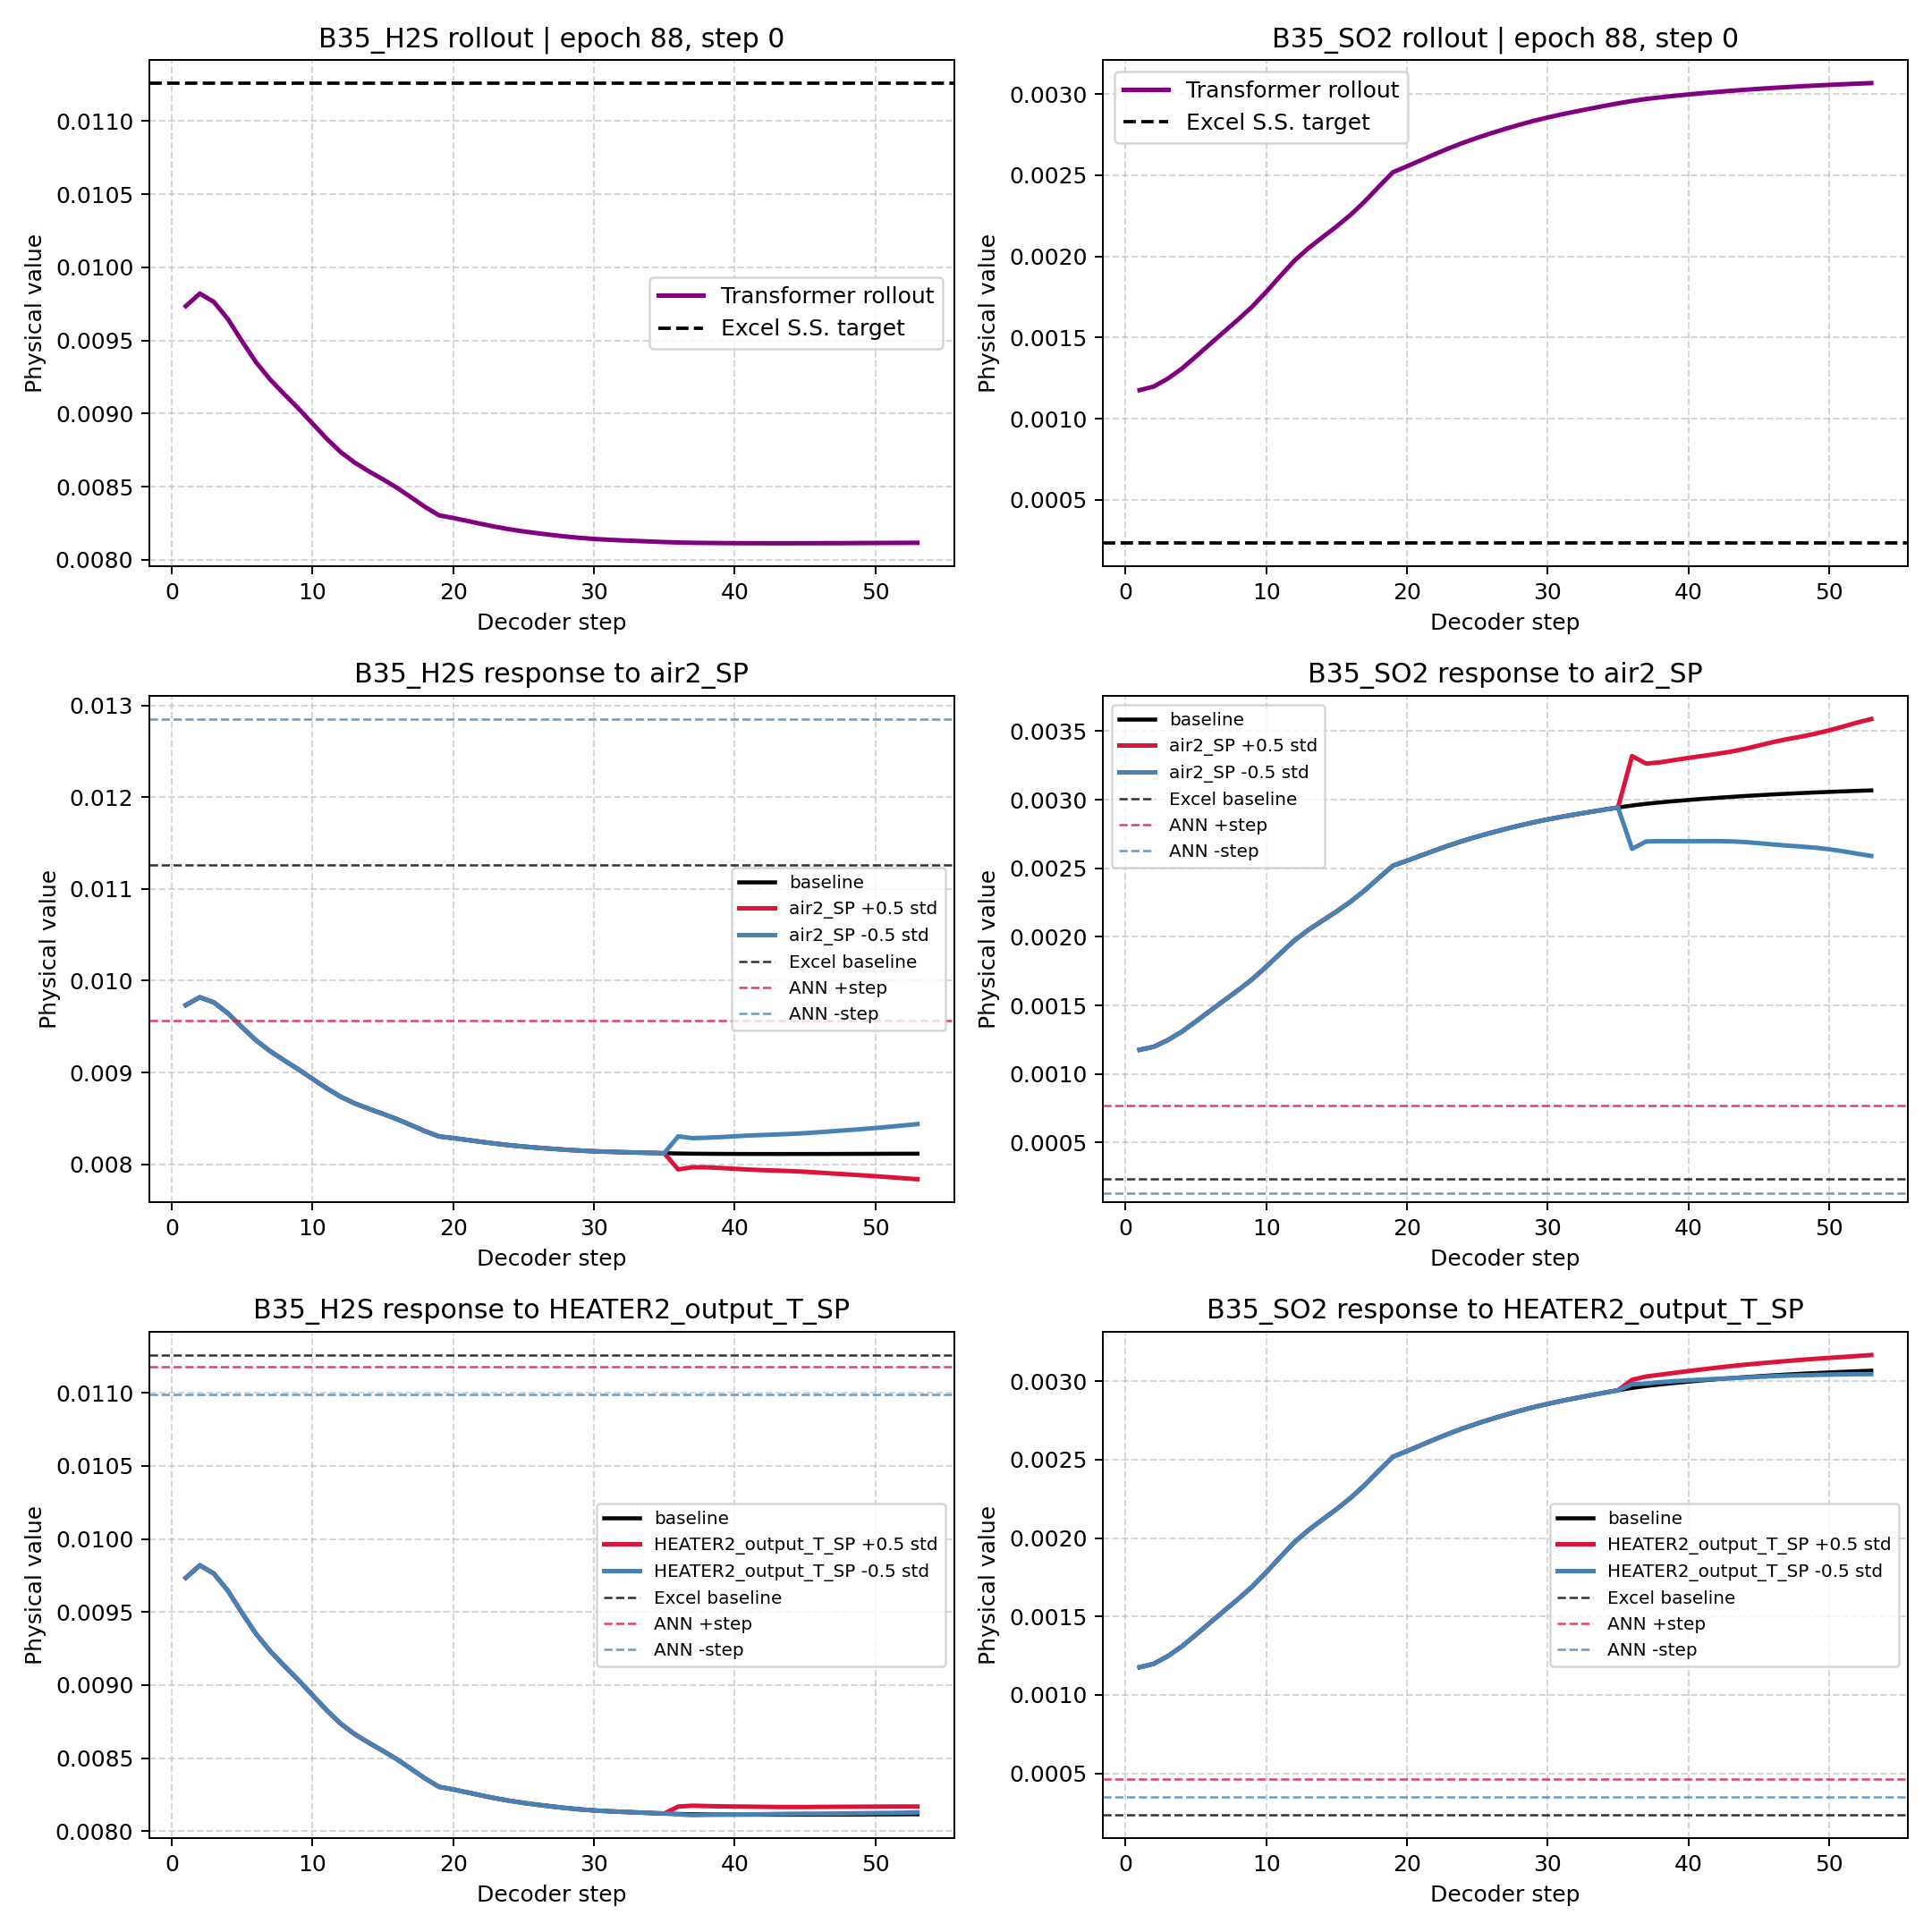 B35_H2S rollout | epoch 88, step 0
Physical value
0.0110
0.0105
0.0100
0.0095
0.0090
0.0085
0.0080
Transformer rollout
Excel S.S. target
0 10 20 30 40 50
Decoder step
B35_SO2 rollout | epoch 88, step 0
Physical value
0.0030
0.0025
0.0020
0.0015
0.0010
0.0005
Transformer rollout
Excel S.S. target
0 10 20 30 40 50
Decoder step
B35_H2S response to air2_SP
Physical value
0.013
0.012
0.011
0.010
0.009
0.008
baseline
air2_SP +0.5 std
air2_SP -0.5 std
Excel baseline
ANN +step
ANN -step
0 10 20 30 40 50
Decoder step
B35_SO2 response to air2_SP
Physical value
0.0035
0.0030
0.0025
0.0020
0.0015
0.0010
0.0005
baseline
air2_SP +0.5 std
air2_SP -0.5 std
Excel baseline
ANN +step
ANN -step
0 10 20 30 40 50
Decoder step
B35_H2S response to HEATER2_output_T_SP
Physical value
0.0110
0.0105
0.0100
0.0095
0.0090
0.0085
0.0080
baseline
HEATER2_output_T_SP +0.5 std
HEATER2_output_T_SP -0.5 std
Excel baseline
ANN +step
ANN -step
0 10 20 30 40 50
Decoder step
B35_SO2 response to HEATER2_output_T_SP
Physical value
0.0030
0.0025
0.0020
0.0015
0.0010
0.0005
baseline
HEATER2_output_T_SP +0.5 std
HEATER2_output_T_SP -0.5 std
Excel baseline
ANN +step
ANN -step
0 10 20 30 40 50
Decoder step